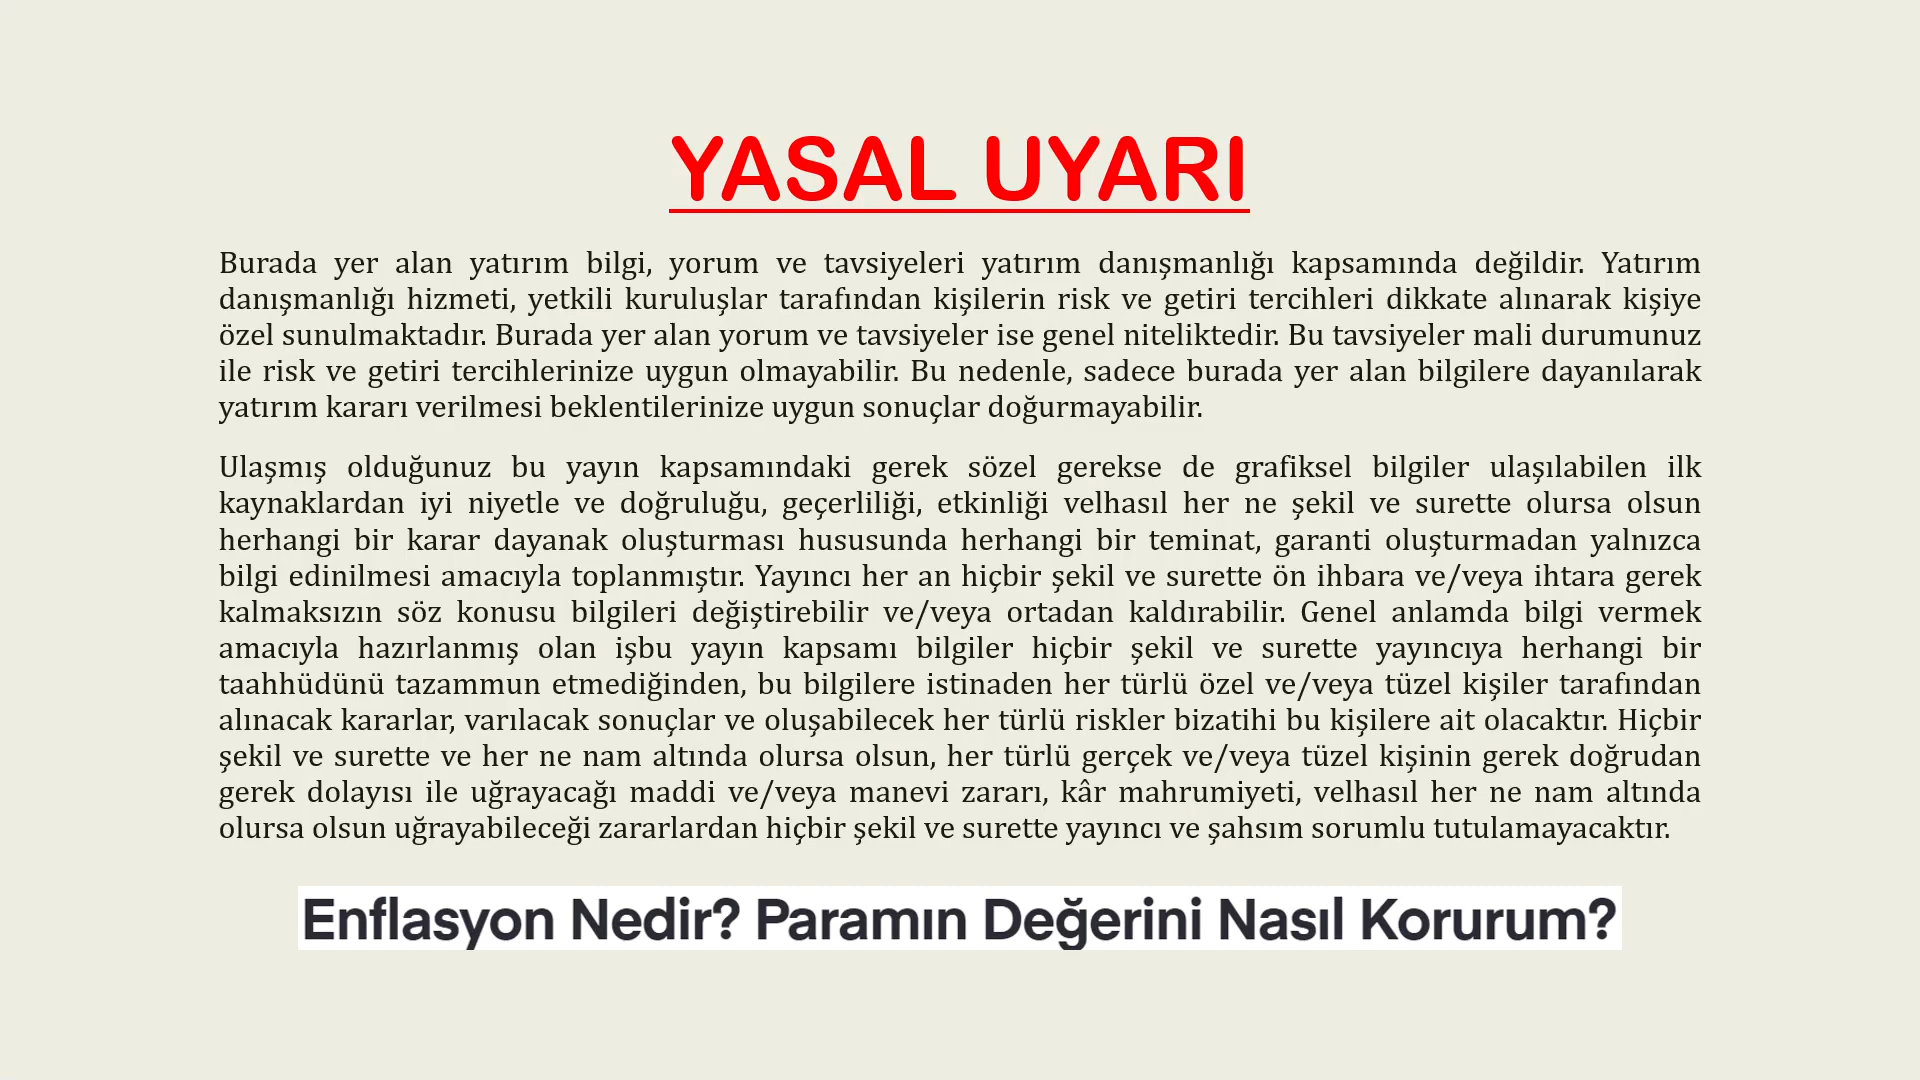 YASAL UYARI
Burada yer alan yatırım bilgi, yorum ve tavsiyeleri yatırım danışmanlığı kapsamında değildir. Yatırım
danışmanlığı hizmeti, yetkili kuruluşlar tarafından kişilerin risk ve getiri tercihleri dikkate alınarak kişiye
özel sunulmaktadır. Burada yer alan yorum ve tavsiyeler ise genel niteliktedir. Bu tavsiyeler mali durumunuz
ile risk ve getiri tercihlerinize uygun olmayabilir. Bu nedenle, sadece burada yer alan bilgilere dayanılarak
yatırım kararı verilmesi beklentilerinize uygun sonuçlar doğurmayabilir.
Ulaşmış olduğunuz bu yayın kapsamındaki gerek sözel gerekse de grafiksel bilgiler ulaşılabilen ilk
kaynaklardan iyi niyetle ve doğruluğu, geçerliliği, etkinliği velhasıl her ne şekil ve surette olursa olsun
herhangi bir karar dayanak oluşturması hususunda herhangi bir teminat, garanti oluşturmadan yalnızca
bilgi edinilmesi amacıyla toplanmıştır. Yayıncı her an hiçbir şekil ve surette ön ihbara ve/veya ihtara gerek
kalmaksızın söz konusu bilgileri değiştirebilir ve/veya ortadan kaldırabilir. Genel anlamda bilgi vermek
amacıyla hazırlanmış olan işbu yayın kapsamı bilgiler hiçbir şekil ve surette yayıncıya herhangi bir
taahhüdünü tazammun etmediğinden, bu bilgilere istinaden her türlü özel ve/veya tüzel kişiler tarafından
alınacak kararlar, varılacak sonuçlar ve oluşabilecek her türlü riskler bizatihi bu kişilere ait olacaktır. Hiçbir
şekil ve surette ve her ne nam altında olursa olsun, her türlü gerçek ve/veya tüzel kişinin gerek doğrudan
gerek dolayısı ile uğrayacağı maddi ve/veya manevi zararı, kâr mahrumiyeti, velhasıl her ne nam altında
olursa olsun uğrayabileceği zararlardan hiçbir şekil ve surette yayıncı ve şahsım sorumlu tutulamayacaktır.
Enflasyon Nedir? Paramın Değerini Nasıl Korurum?